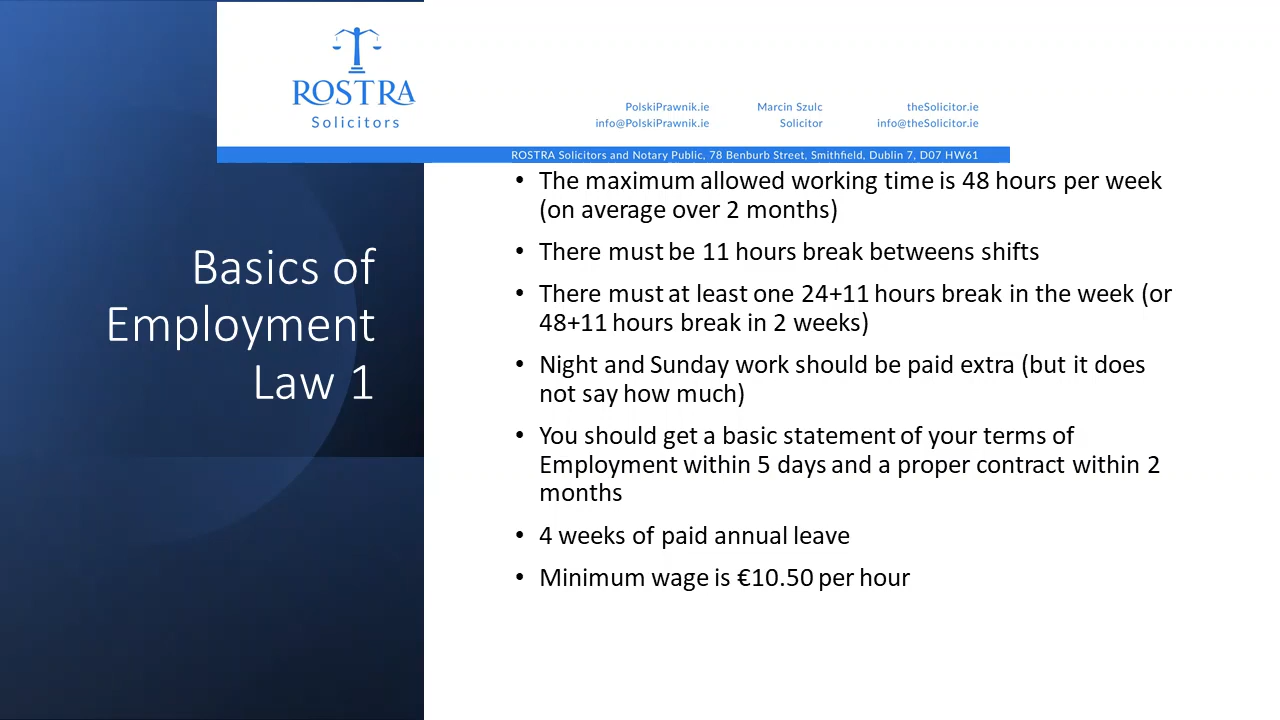 ROSTRA
Solicitors
PolskiPrawnik.ie
info@PolskiPrawnik.ie
Marcin Szulc
Solicitor
theSolicitor.ie
info@theSolicitor.ie
ROSTRA Solicitors and Notary Public, 78 Benburb Street, Smithfield, Dublin 7, D07 HW61
Basics of
Employment
Law 1
• The maximum allowed working time is 48 hours per week
(on average over 2 months)
• There must be 11 hours break betweens shifts
• There must at least one 24+11 hours break in the week (or
48+11 hours break in 2 weeks)
• Night and Sunday work should be paid extra (but it does
not say how much)
• You should get a basic statement of your terms of
Employment within 5 days and a proper contract within 2
months
• 4 weeks of paid annual leave
• Minimum wage is €10.50 per hour